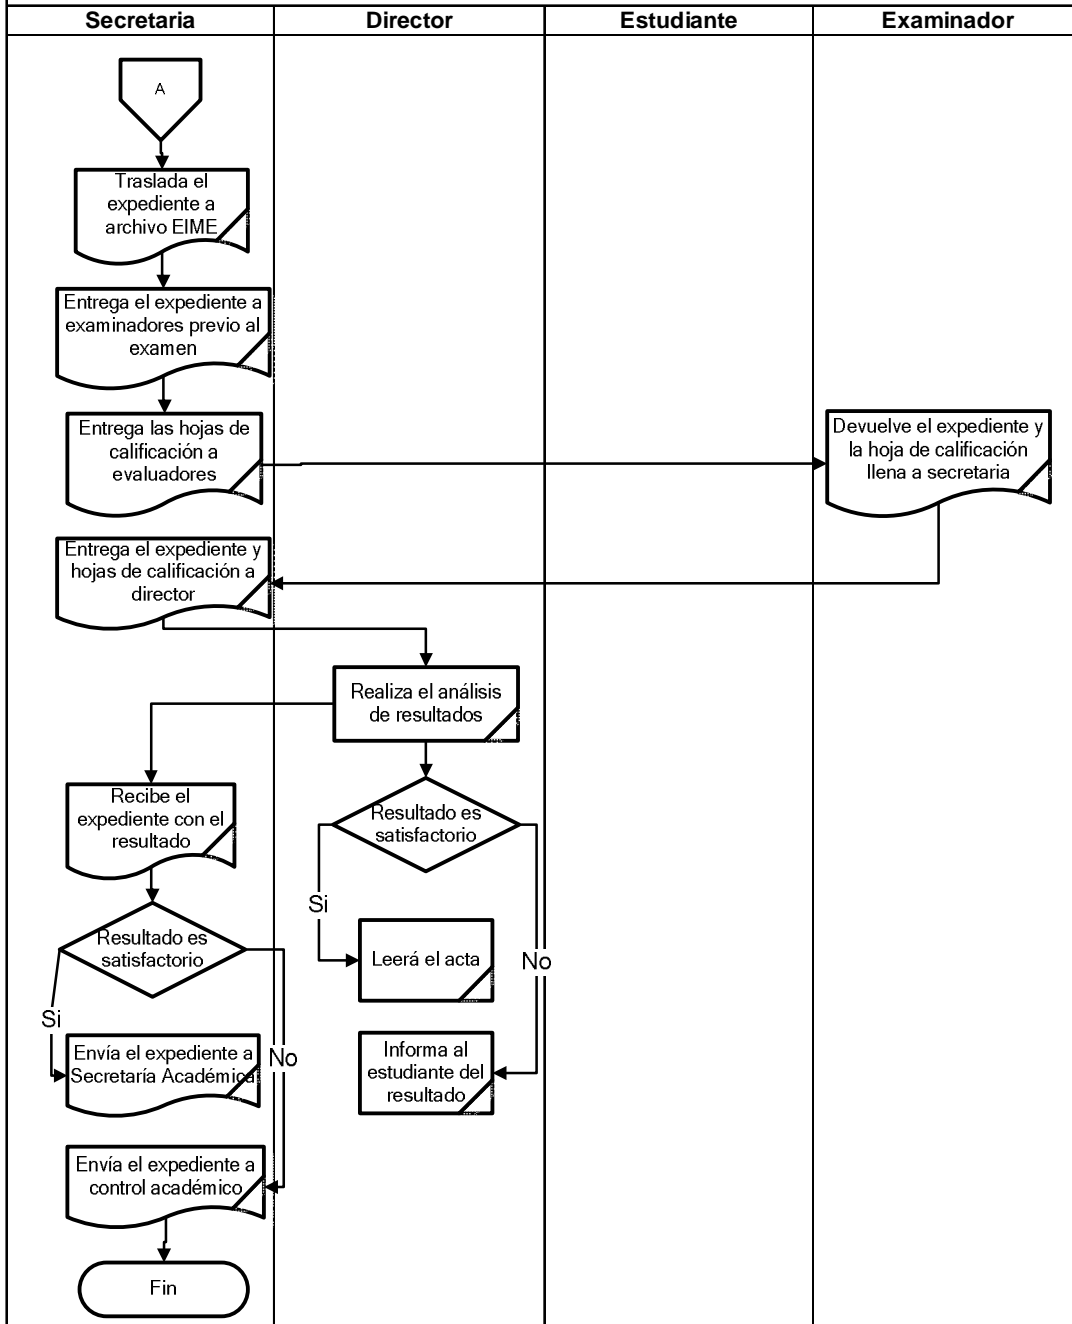 Secretaria
Director
Estudiante
Examinador
A
Traslada el
expediente a
archivo EIME
Entrega el expediente a
examinadores previo al
examen
Entrega las hojas de
calificación a
evaluadores
Devuelve el expediente y
la hoja de calificación
llena a secretaria
Entrega el expediente y
hojas de calificación a
director
Realiza el análisis
de resultados
Recibe el
expediente con el
resultado
Resultado es
satisfactorio
Si
No
Leerá el acta
Informa al
estudiante del
resultado
Resultado es
satisfactorio
Si
No
Envía el expediente a
Secretaría Académica
Envía el expediente a
control académico
Fin